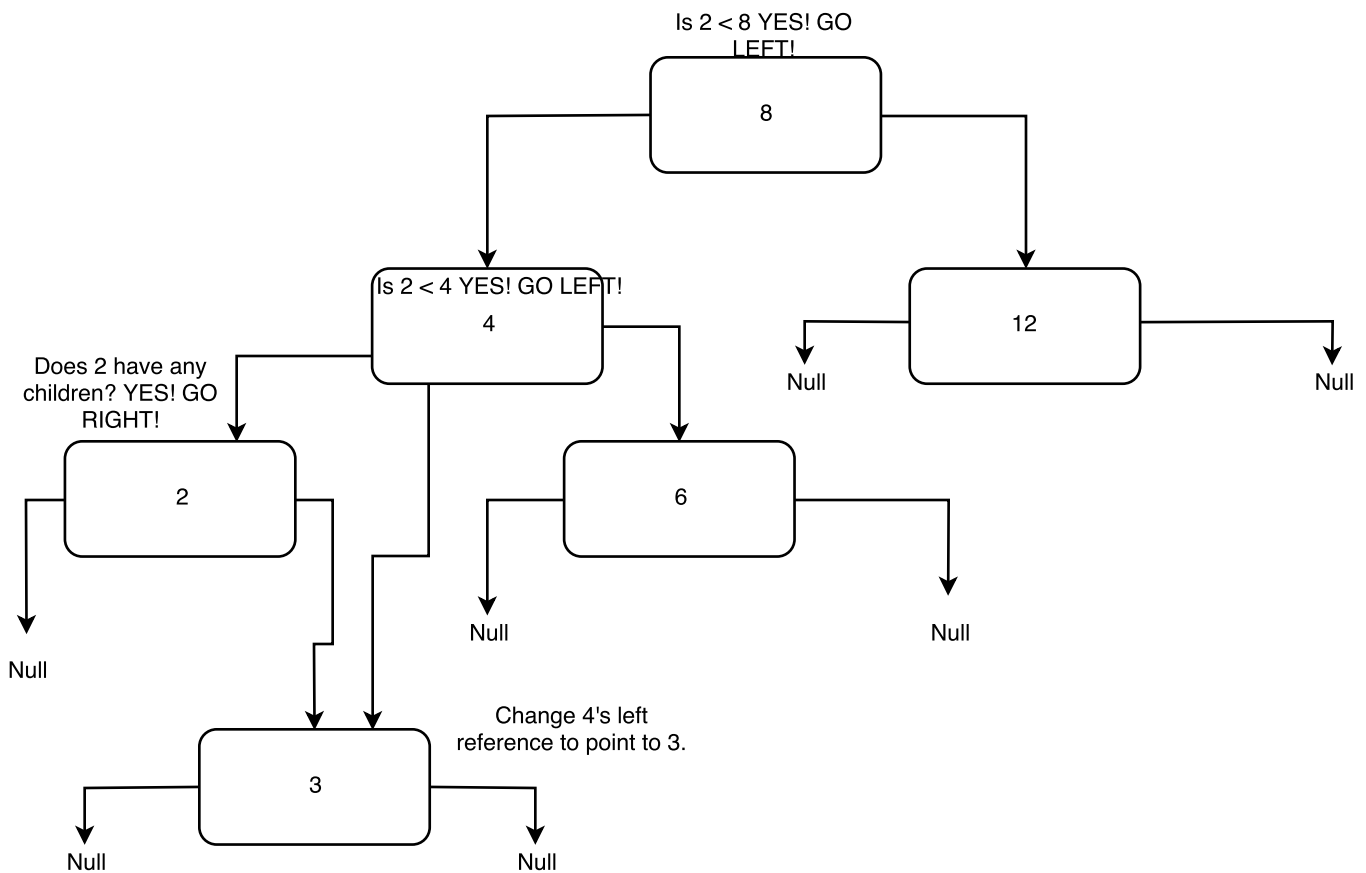 Is 2 < 8 YES! GO
LEFT!
8
Is 2 < 4 YES! GO LEFT!
4
12
Does 2 have any
children? YES! GO
RIGHT!
Null
Null
2
6
Null
Null
Null
Change 4's left
reference to point to 3.
3
Null
Null